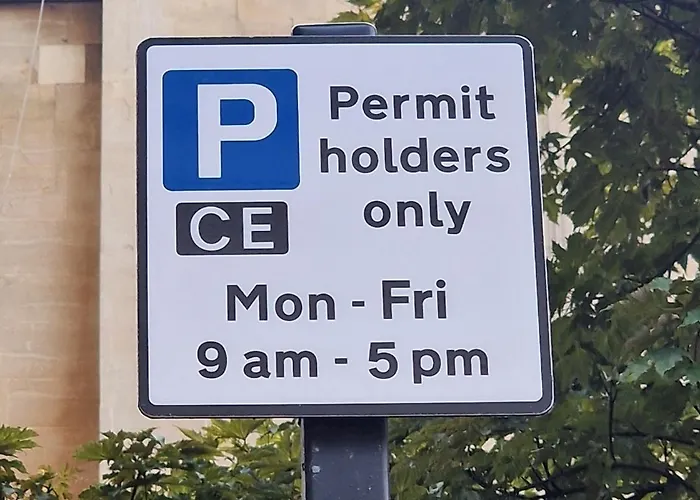 P
Permit
holders
only
CE
Mon - Fri
9 am - 5 pm